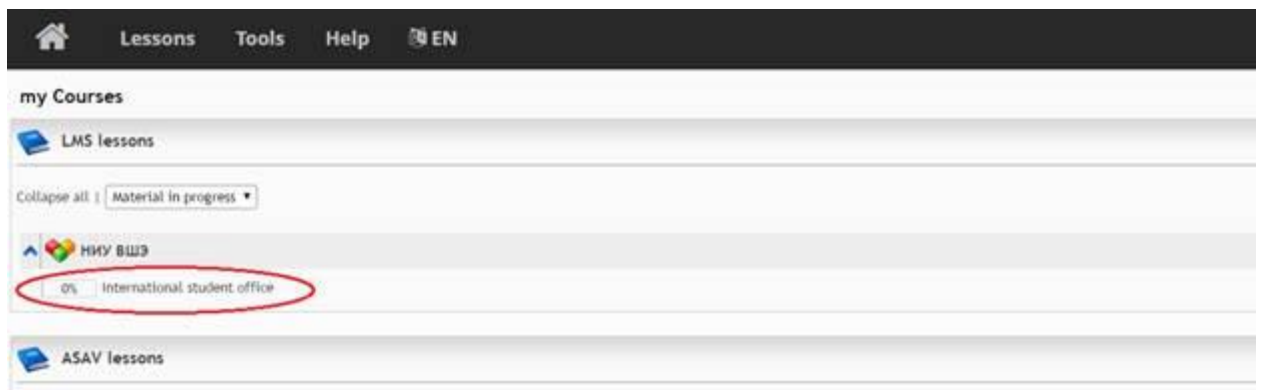 Lessons Tools Help EN
my Courses
LMS lessons
Collapse all | Material in progress
НИУ ВШЭ
0% International student office
ASAV lessons